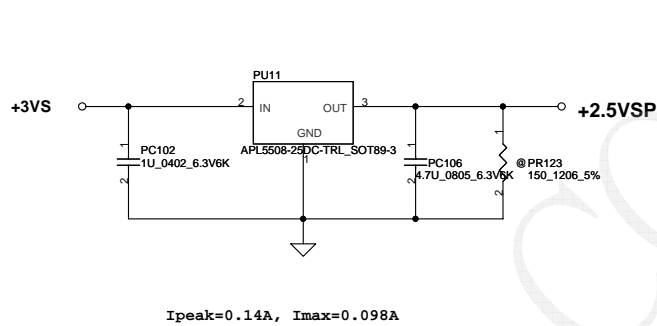 PU11
+3VS
2
IN
OUT
3
+2.5VSP
GND
1
APL5508-25DC-TRL_SOT89-3
1
PC102
1U_0402_6.3V6K
2
1
PC106
4.7U_0805_6.3V6K
2
1
@PR123
150_1206_5%
2
Ipeak=0.14A, Imax=0.098A